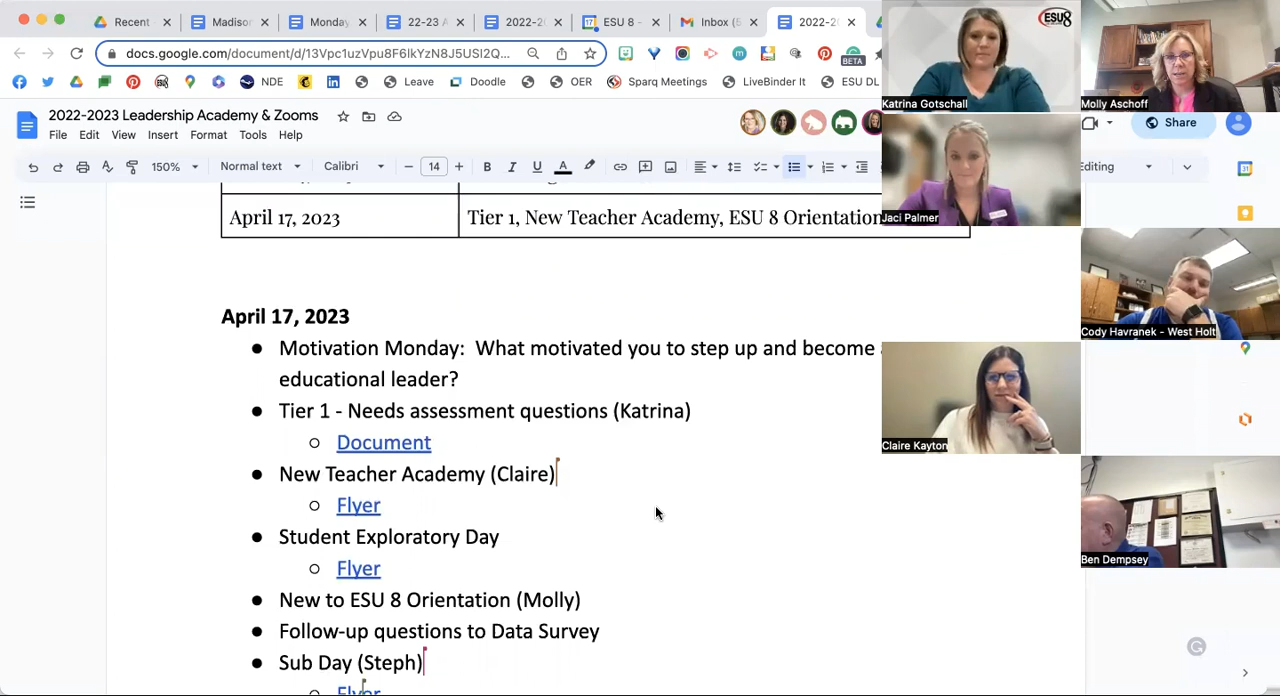 Recent
Madison
Monday
22-23 A
2022-20
ESU 8 -
Inbox (5
2022-20
docs.google.com/document/d/13Vpc1uzVpu8F6lkYzN8J5USl2Q...
BETA
NDE
Leave
Doodle
OER
Sparq Meetings
LiveBinder It
ESU DL
2022-2023 Leadership Academy & Zooms
File Edit View Insert Format Tools Help
Share
150% Normal text Calibri 14 B I U A
Editing
April 17, 2023
Tier 1, New Teacher Academy, ESU 8 Orientation
April 17, 2023
Motivation Monday: What motivated you to step up and become
educational leader?
Tier 1 - Needs assessment questions (Katrina)
Document
New Teacher Academy (Claire)
Flyer
Student Exploratory Day
Flyer
New to ESU 8 Orientation (Molly)
Follow-up questions to Data Survey
Sub Day (Steph)
Flyer
ESU8
Katrina Gotschall
Molly Aschoff
Jaci Palmer
Cody Havranek - West Holt
Claire Kayton
Ben Dempsey